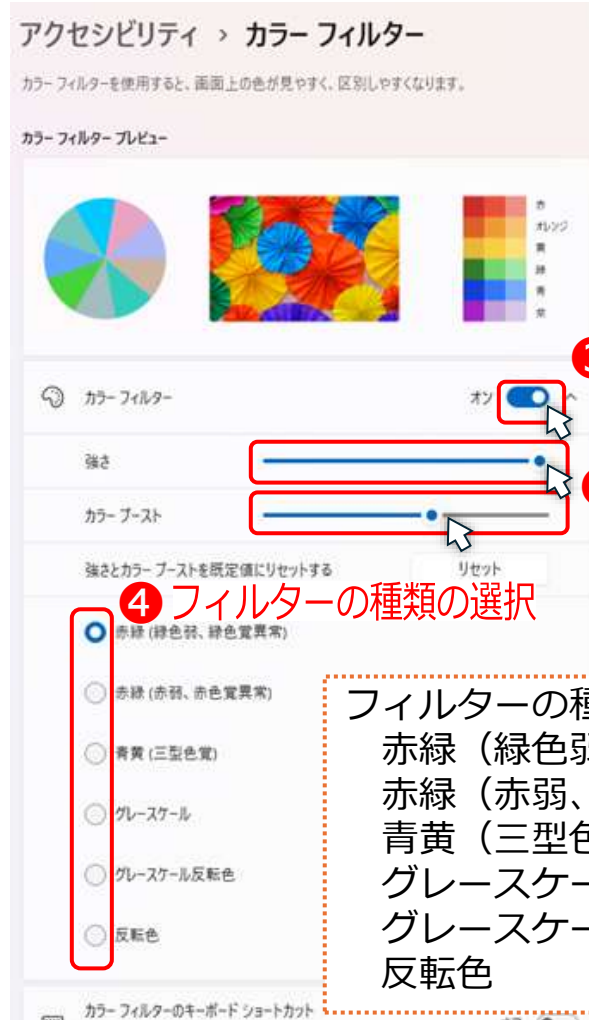 アクセシビリティ › カラー フィルター
カラー フィルターを使用すると、画面上の色が見やすく、区別しやすくなります。
カラー フィルター プレビュー
赤
オレンジ
黄
緑
青
紫
カラー フィルター
オン
強さ
カラー ブースト
強さとカラー ブーストを既定値にリセットする
リセット
4 フィルターの種類の選択
赤緑 (緑色弱、緑色覚異常)
赤緑 (赤弱、赤色覚異常)
青黄 (三型色覚)
グレースケール
グレースケール反転色
反転色
フィルターの種
赤緑（緑色弱
赤緑（赤弱、
青黄（三型色
グレースケー
グレースケー
反転色
カラー フィルターのキーボード ショートカット